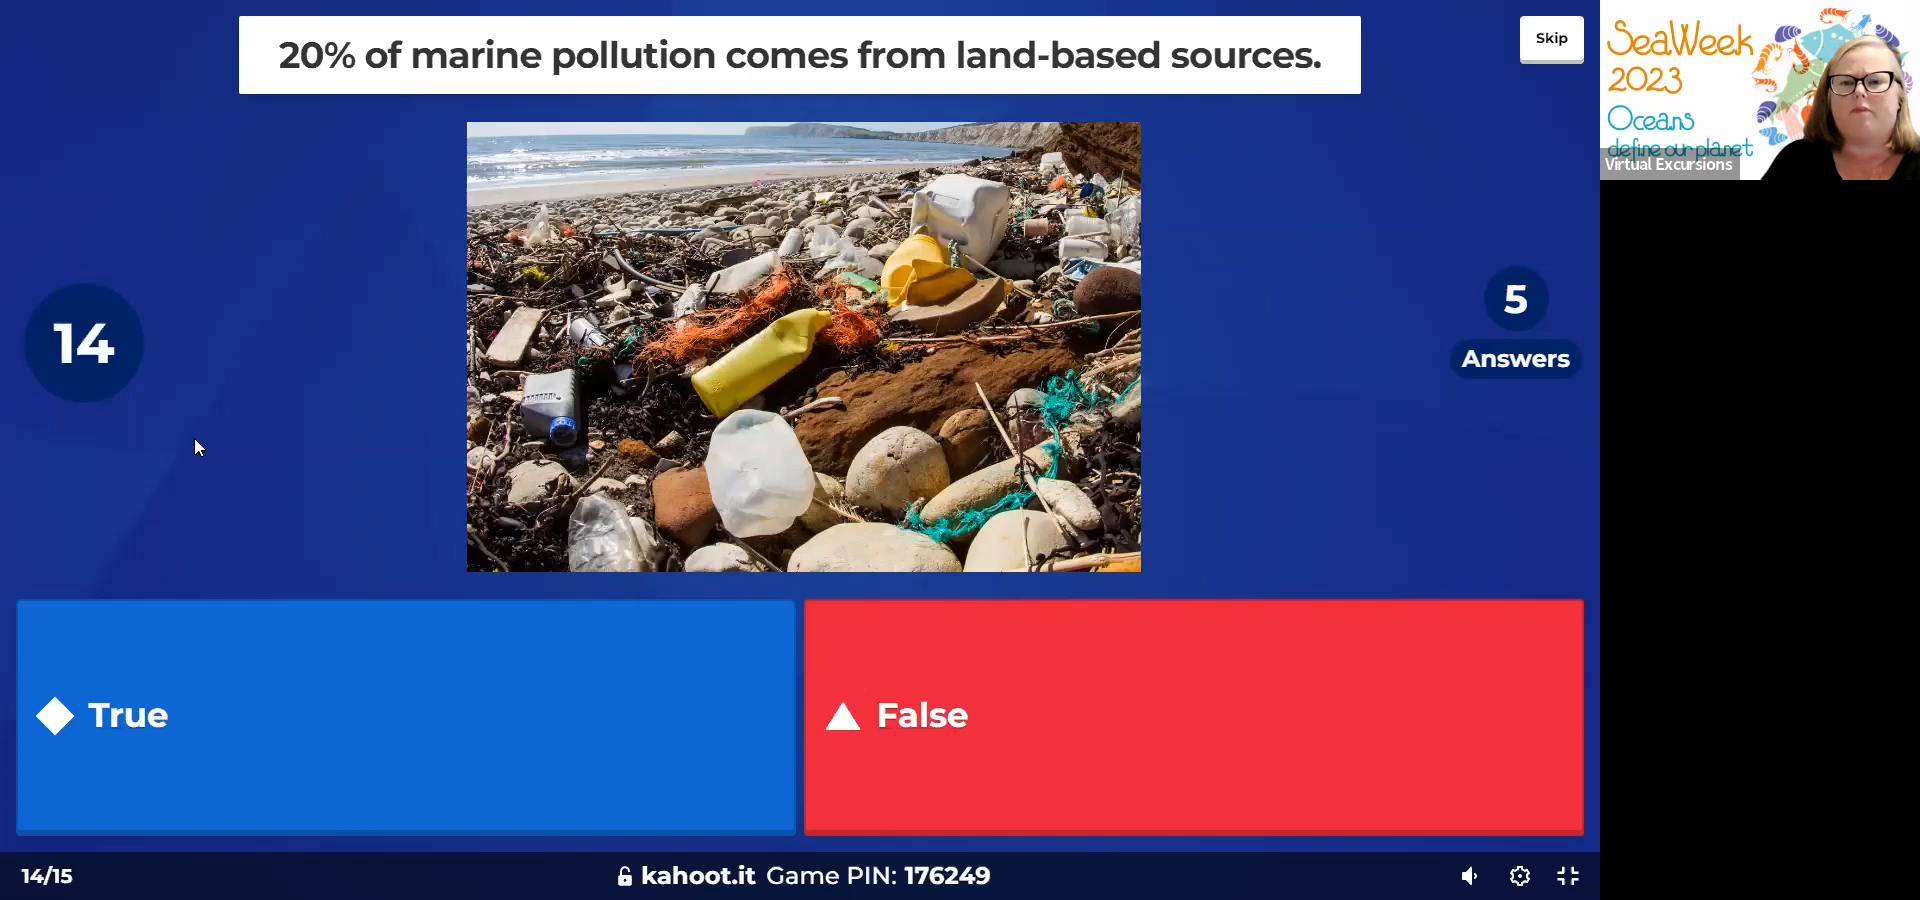 20% of marine pollution comes from land-based sources.
Skip
SeaWeek
2023
Oceans
define our planet
Virtual Excursions
14
5
Answers
True
False
14/15
kahoot.it Game PIN: 176249